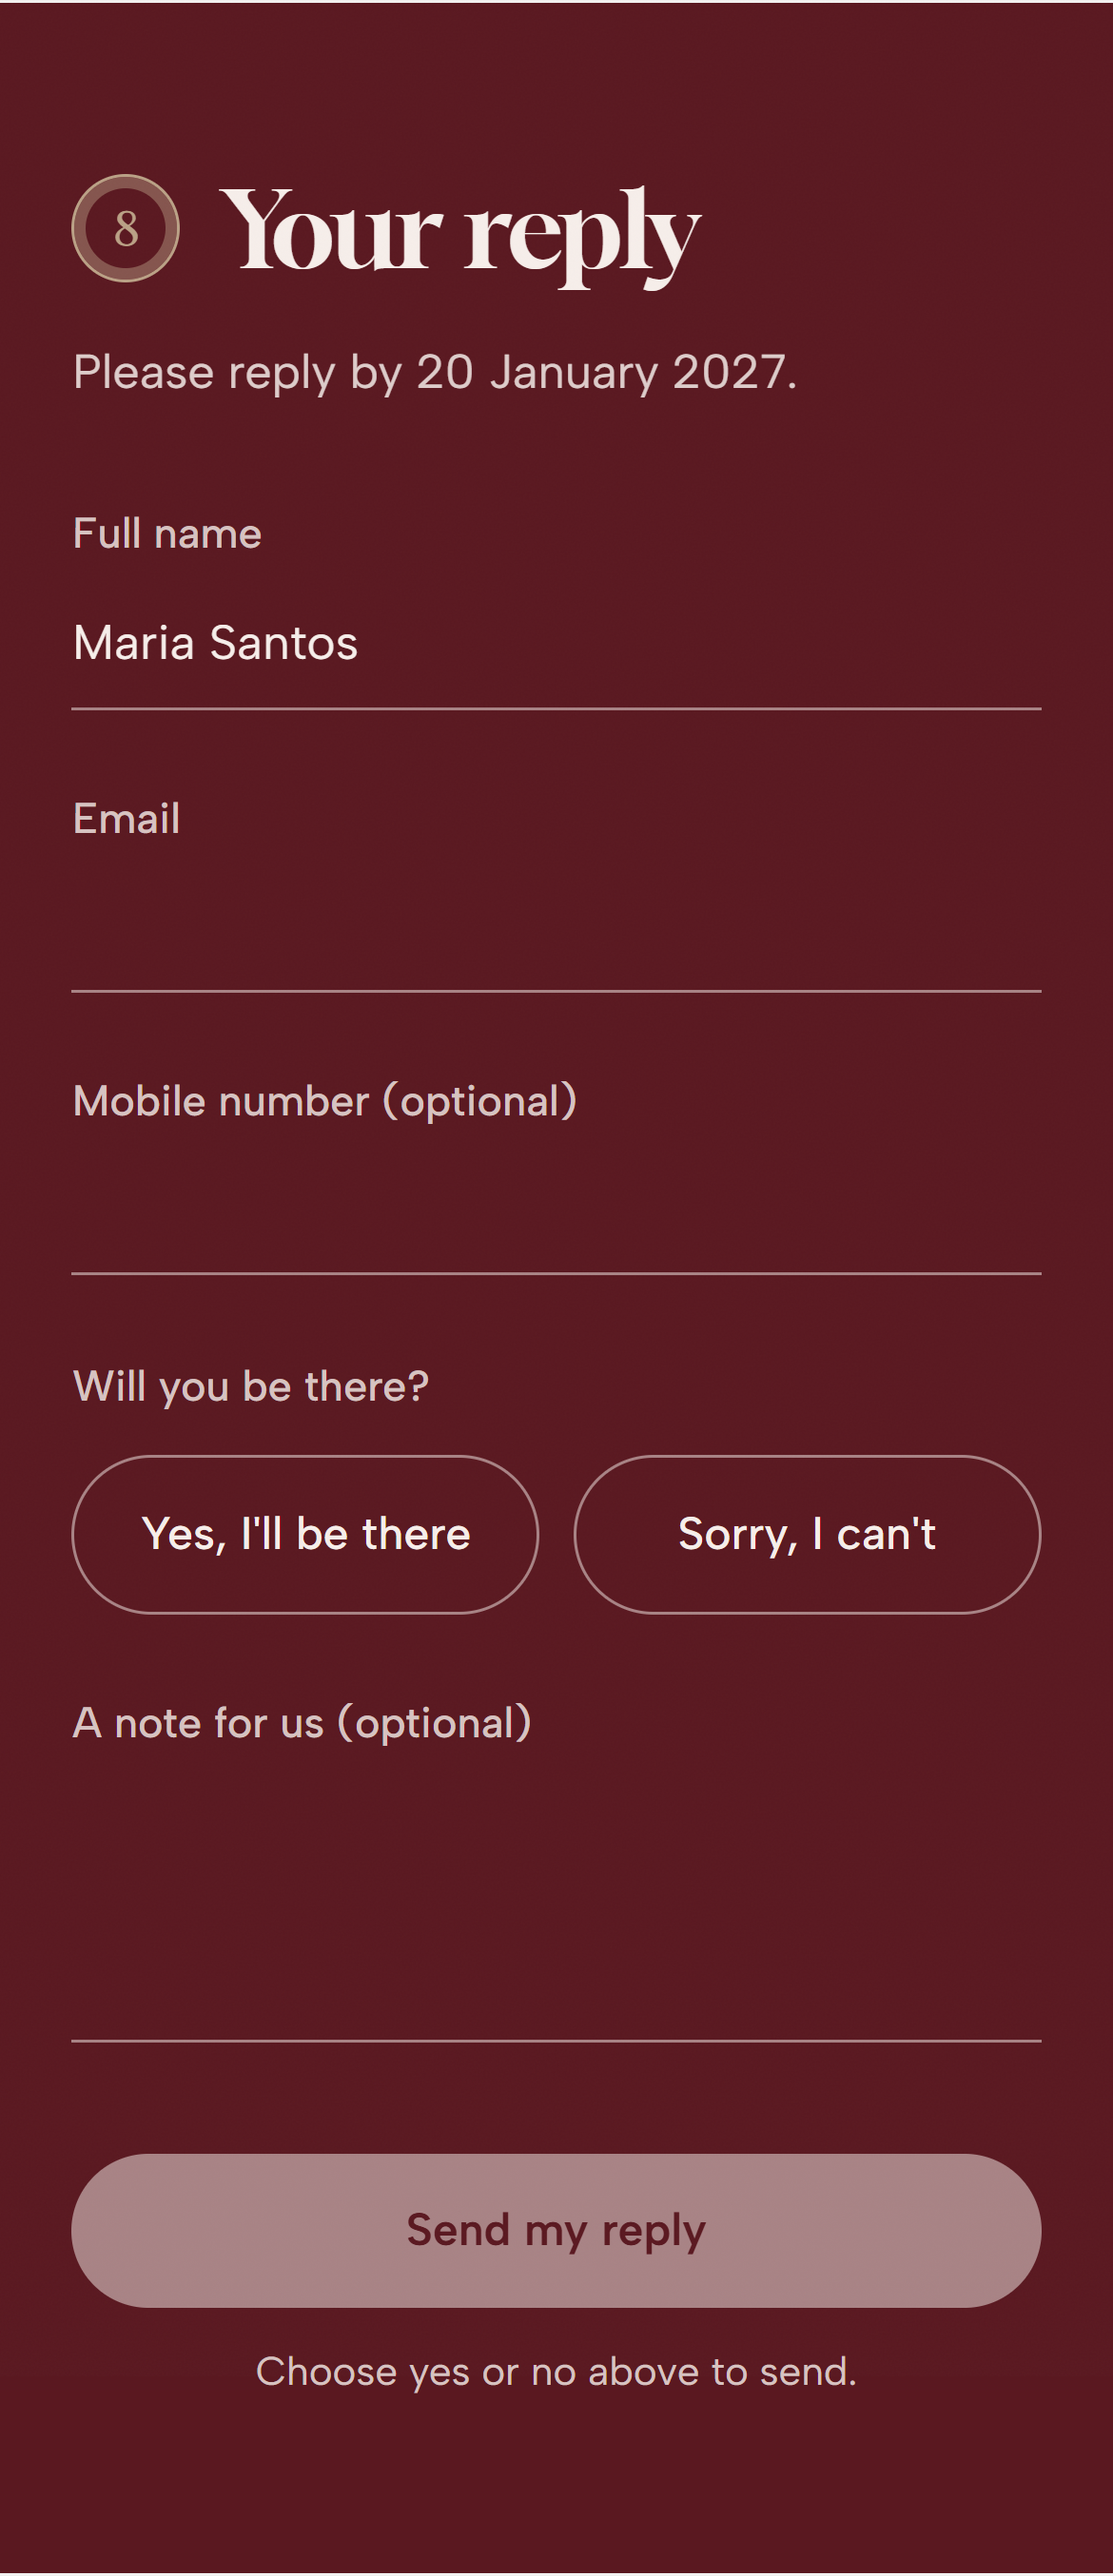 8
Your reply
Please reply by 20 January 2027.
Full name
Maria Santos
Email
Mobile number (optional)
Will you be there?
Yes, I'll be there
Sorry, I can't
A note for us (optional)
Send my reply
Choose yes or no above to send.